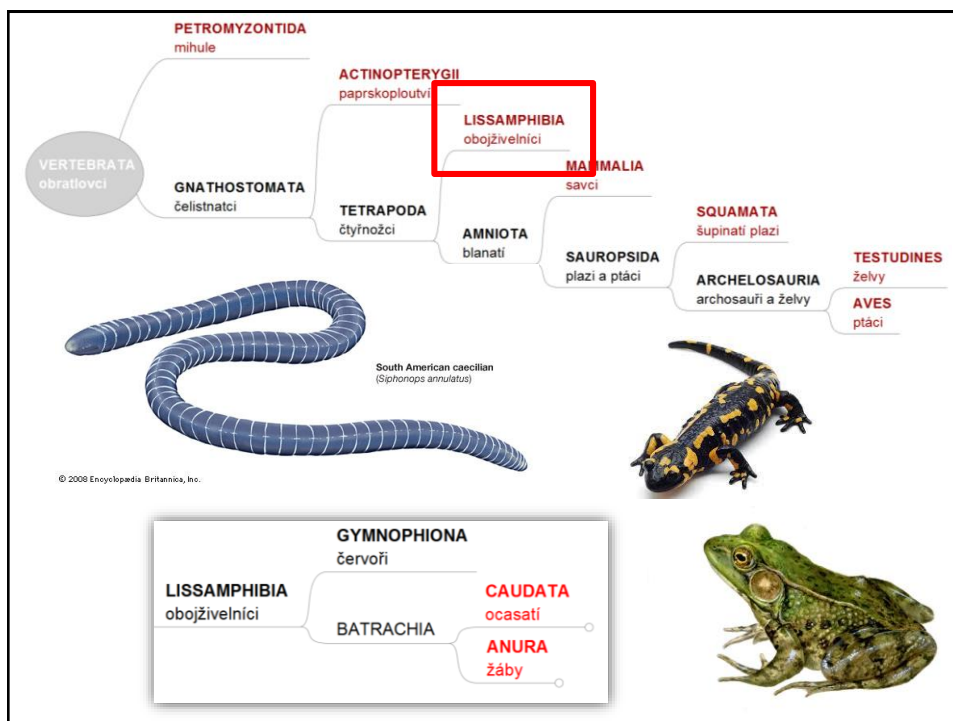 PETROMYZONTIDA
mihule
ACTINOPTERYGII
paprskoploutví
LISSAMPHIBIA
obojživelníci
VERTEBRATA
obratlovci
MAMMALIA
savci
GNATHOSTOMATA
čelistnatci
TETRAPODA
čtyřnožci
AMNIOTA
blanatí
SQUAMATA
šupinatí plazi
SAUROPSIDA
plazi a ptáci
ARCHELOSAURIA
archosauři a želvy
TESTUDINES
želvy
AVES
ptáci
South American caecilian
(Siphonops annulatus)
© 2008 Encyclopædia Britannica, Inc.
GYMNOPHIONA
červoři
LISSAMPHIBIA
obojživelníci
BATRACHIA
CAUDATA
ocasatí
ANURA
žáby